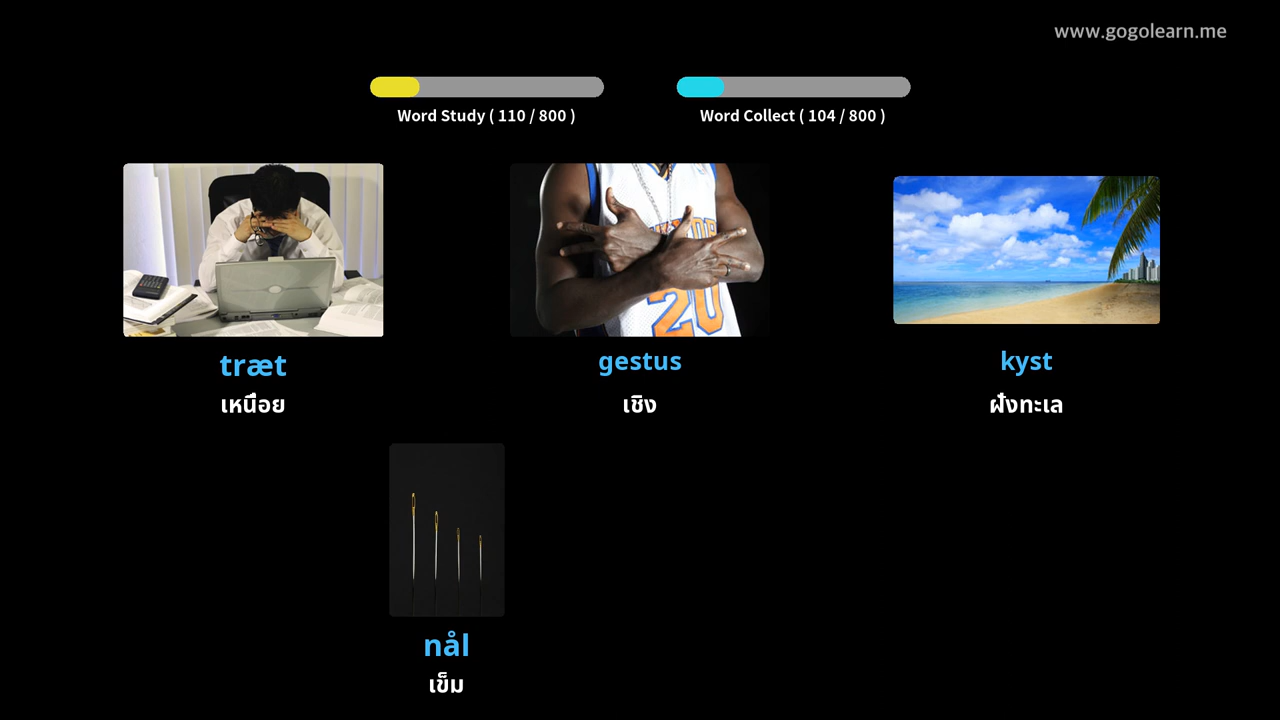 www.gogolearn.me
Word Study ( 110 / 800 )
Word Collect ( 104 / 800 )
20
træt
gestus
kyst
เหนื่อย
เชิง
ฝั่งทะเล
nål
เข็ม